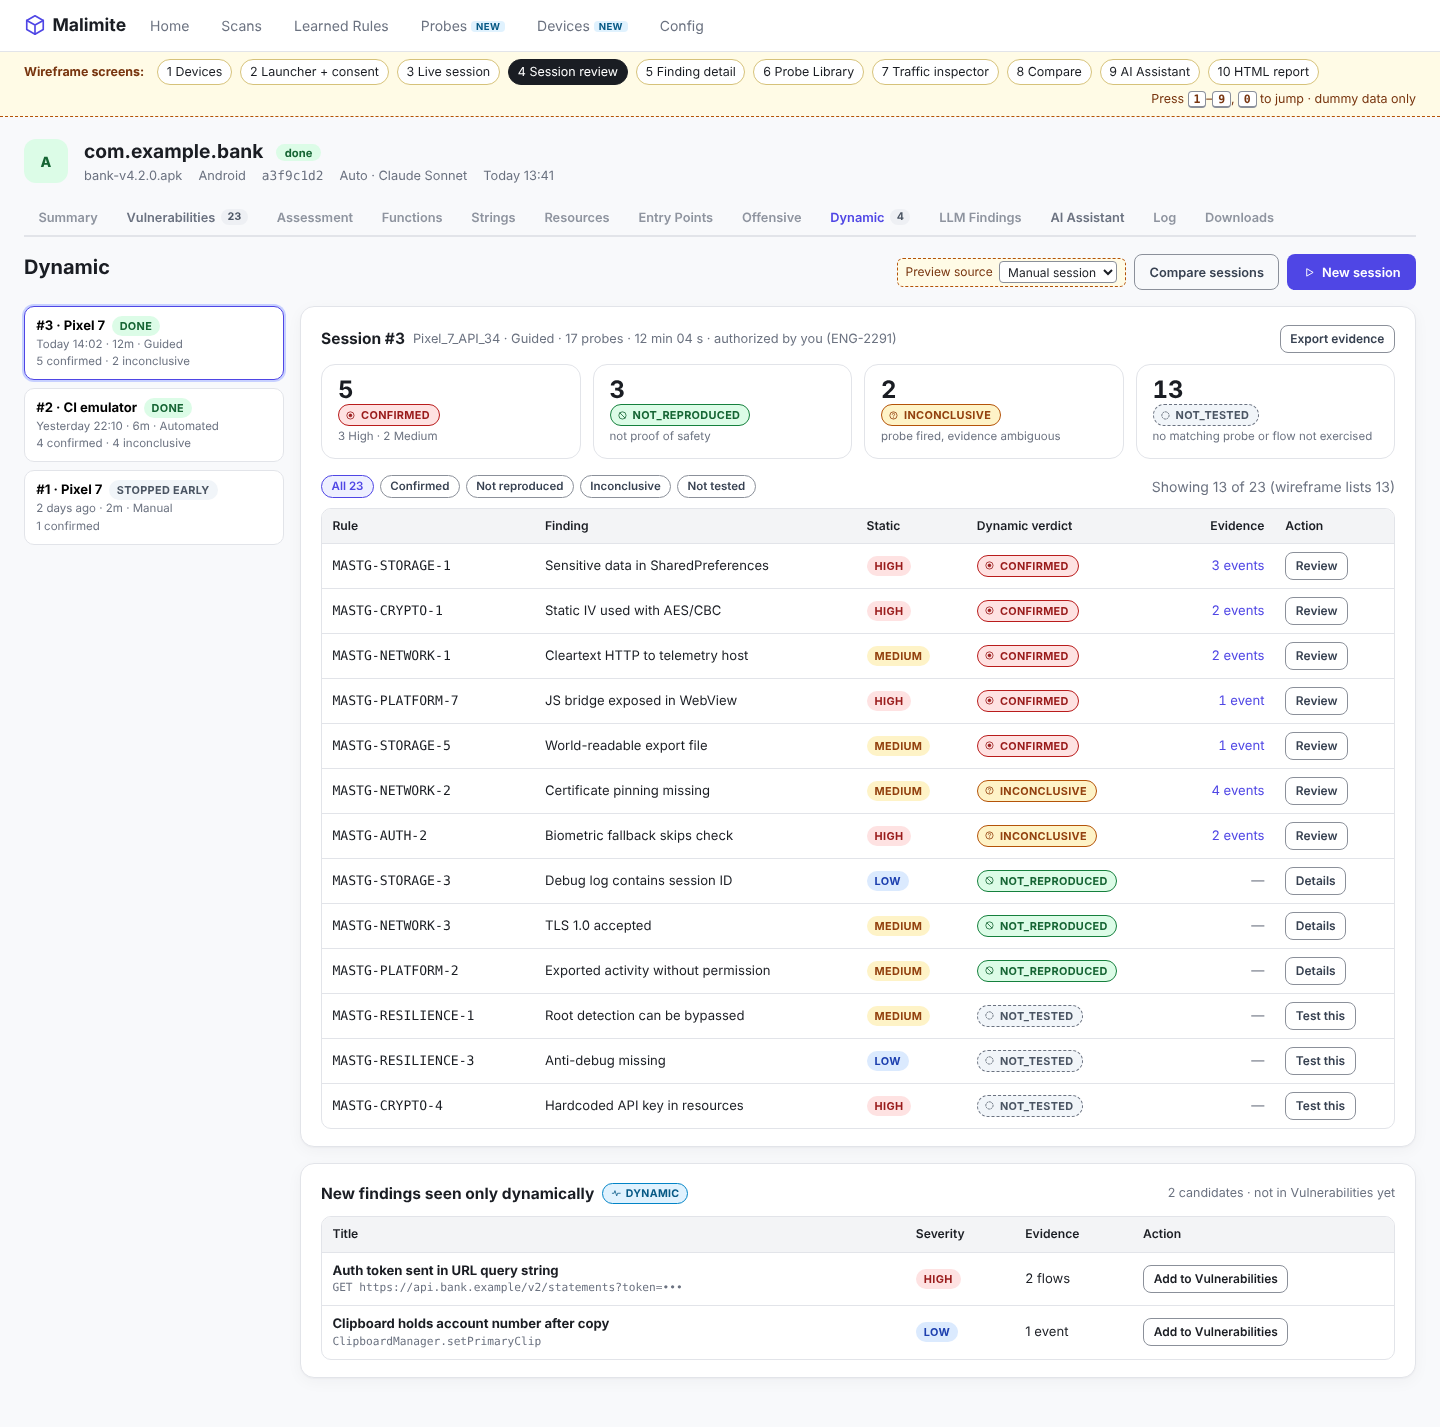 Malimite Home Scans Learned Rules Probes NEW Devices NEW Config
Wireframe screens: 1 Devices 2 Launcher + consent 3 Live session 4 Session review 5 Finding detail 6 Probe Library 7 Traffic inspector 8 Compare 9 AI Assistant 10 HTML report
Press 1–9, 0 to jump · dummy data only
A
com.example.bank done
bank-v4.2.0.apk Android a3f9c1d2 Auto · Claude Sonnet Today 13:41
Summary Vulnerabilities 23 Assessment Functions Strings Resources Entry Points Offensive Dynamic 4 LLM Findings AI Assistant Log Downloads
Dynamic
Preview source Manual session Compare sessions New session
#3 · Pixel 7 DONE
Today 14:02 · 12m · Guided
5 confirmed · 2 inconclusive
#2 · CI emulator DONE
Yesterday 22:10 · 6m · Automated
4 confirmed · 4 inconclusive
#1 · Pixel 7 STOPPED EARLY
2 days ago · 2m · Manual
1 confirmed
Session #3 Pixel_7_API_34 · Guided · 17 probes · 12 min 04 s · authorized by you (ENG-2291) Export evidence
5
CONFIRMED
3 High · 2 Medium
3
NOT_REPRODUCED
not proof of safety
2
INCONCLUSIVE
probe fired, evidence ambiguous
13
NOT_TESTED
no matching probe or flow not exercised
All 23 Confirmed Not reproduced Inconclusive Not tested Showing 13 of 23 (wireframe lists 13)
Rule Finding Static Dynamic verdict Evidence Action
MASTG-STORAGE-1 Sensitive data in SharedPreferences HIGH CONFIRMED 3 events Review
MASTG-CRYPTO-1 Static IV used with AES/CBC HIGH CONFIRMED 2 events Review
MASTG-NETWORK-1 Cleartext HTTP to telemetry host MEDIUM CONFIRMED 2 events Review
MASTG-PLATFORM-7 JS bridge exposed in WebView HIGH CONFIRMED 1 event Review
MASTG-STORAGE-5 World-readable export file MEDIUM CONFIRMED 1 event Review
MASTG-NETWORK-2 Certificate pinning missing MEDIUM INCONCLUSIVE 4 events Review
MASTG-AUTH-2 Biometric fallback skips check HIGH INCONCLUSIVE 2 events Review
MASTG-STORAGE-3 Debug log contains session ID LOW NOT_REPRODUCED — Details
MASTG-NETWORK-3 TLS 1.0 accepted MEDIUM NOT_REPRODUCED — Details
MASTG-PLATFORM-2 Exported activity without permission MEDIUM NOT_REPRODUCED — Details
MASTG-RESILIENCE-1 Root detection can be bypassed MEDIUM NOT_TESTED — Test this
MASTG-RESILIENCE-3 Anti-debug missing LOW NOT_TESTED — Test this
MASTG-CRYPTO-4 Hardcoded API key in resources HIGH NOT_TESTED — Test this
New findings seen only dynamically DYNAMIC 2 candidates · not in Vulnerabilities yet
Title Severity Evidence Action
Auth token sent in URL query string HIGH 2 flows Add to Vulnerabilities
GET https://api.bank.example/v2/statements?token=•••
Clipboard holds account number after copy LOW 1 event Add to Vulnerabilities
ClipboardManager.setPrimaryClip